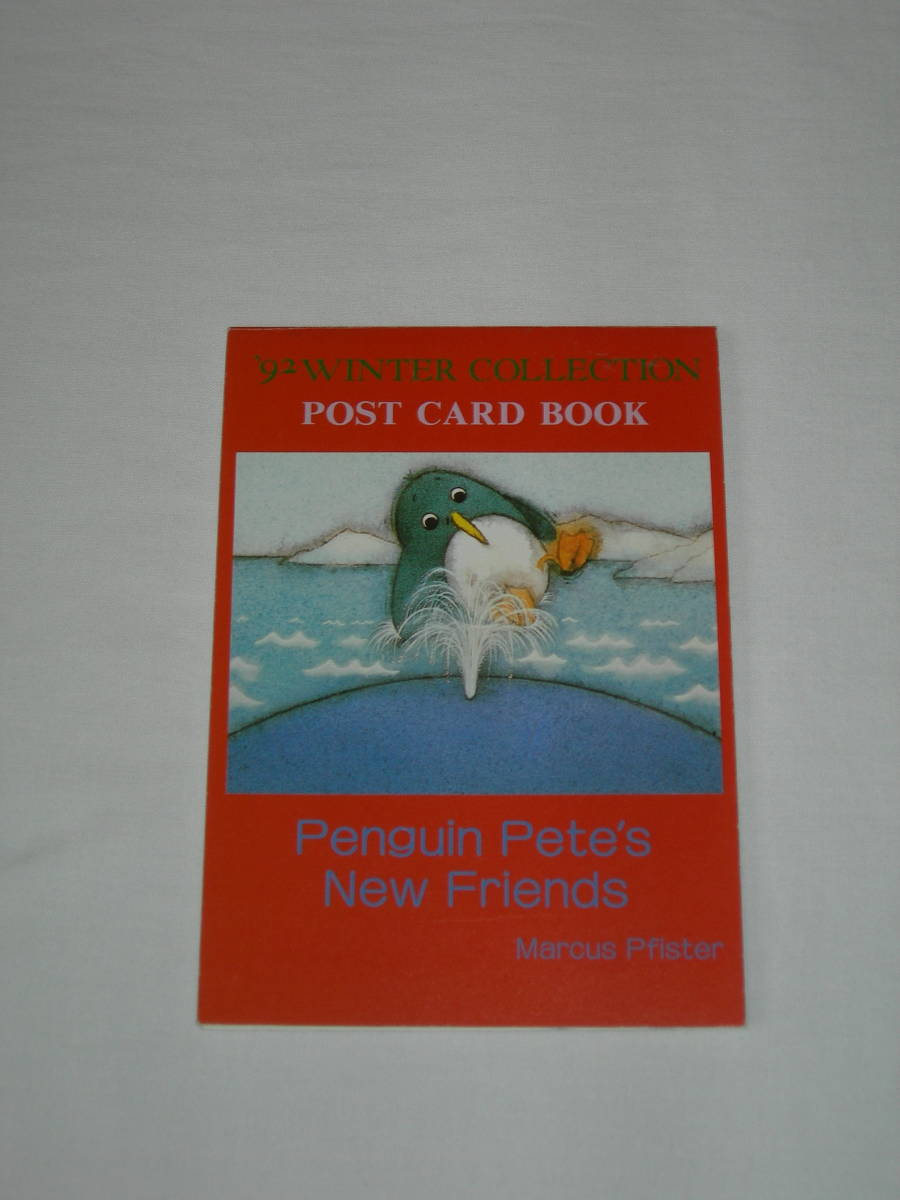 '92 WINTER COLLECTION
POST CARD BOOK
Penguin Pete's
New Friends
Marcus Pfister